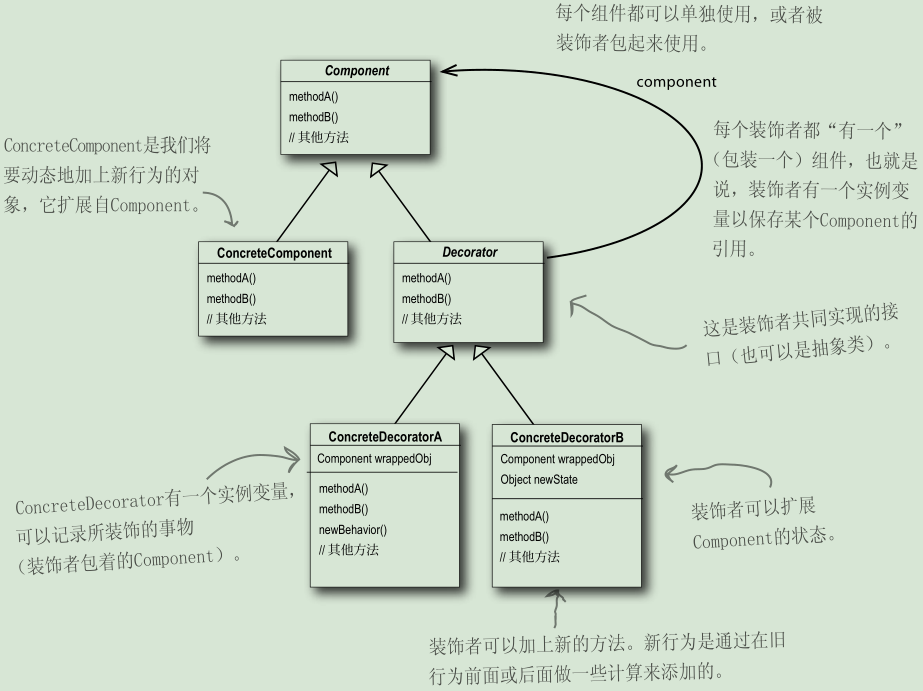 每个组件都可以单独使用，或者被
装饰者包起来使用。
Component
methodA()
methodB()
// 其他方法
component
ConcreteComponent是我们将
要动态地加上新行为的对
象，它扩展自Component。
每个装饰者都“有一个”
（包装一个）组件，也就是
说，装饰者有一个实例变
量以保存某个Component的
引用。
ConcreteComponent
methodA()
methodB()
// 其他方法
Decorator
methodA()
methodB()
// 其他方法
这是装饰者共同实现的接
口（也可以是抽象类）。
ConcreteDecoratorA
Component wrappedObj
methodA()
methodB()
newBehavior()
// 其他方法
ConcreteDecoratorB
Component wrappedObj
Object newState
methodA()
methodB()
// 其他方法
ConcreteDecorator有一个实例变量，
可以记录所装饰的事物
（装饰者包着的Component）。
装饰者可以扩展
Component的状态。
装饰者可以加上新的方法。新行为是通过在旧
行为前面或后面做一些计算来添加的。